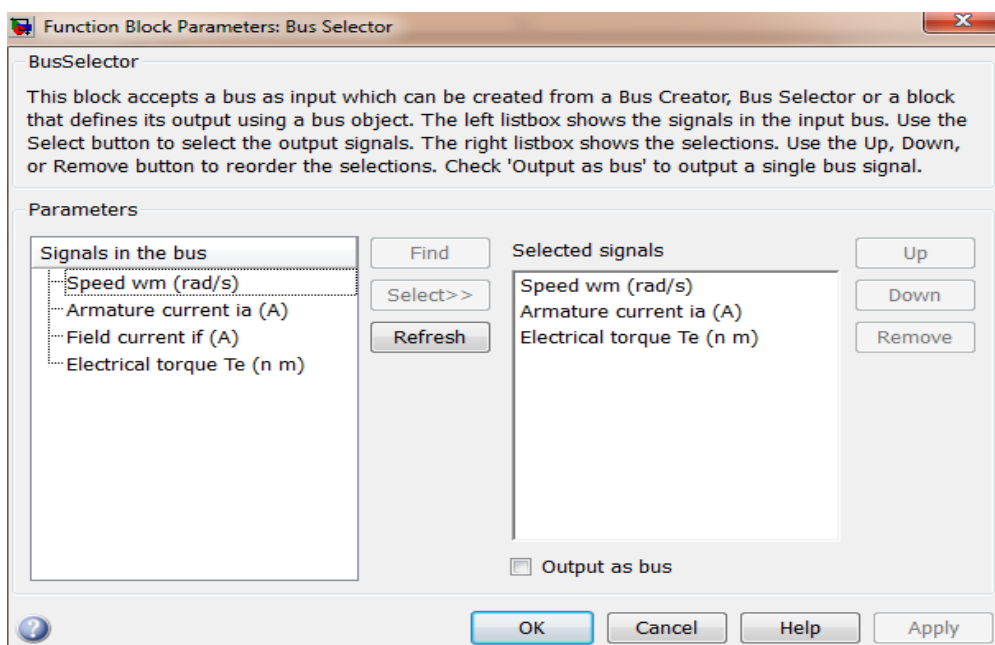 Function Block Parameters: Bus Selector
BusSelector
This block accepts a bus as input which can be created from a Bus Creator, Bus Selector or a block
that defines its output using a bus object. The left listbox shows the signals in the input bus. Use the
Select button to select the output signals. The right listbox shows the selections. Use the Up, Down,
or Remove button to reorder the selections. Check 'Output as bus' to output a single bus signal.
Parameters
Signals in the bus
Speed wm (rad/s)
Armature current ia (A)
Field current if (A)
Electrical torque Te (n m)
Find
Select>>
Refresh
Selected signals
Speed wm (rad/s)
Armature current ia (A)
Electrical torque Te (n m)
Up
Down
Remove
Output as bus
OK
Cancel
Help
Apply